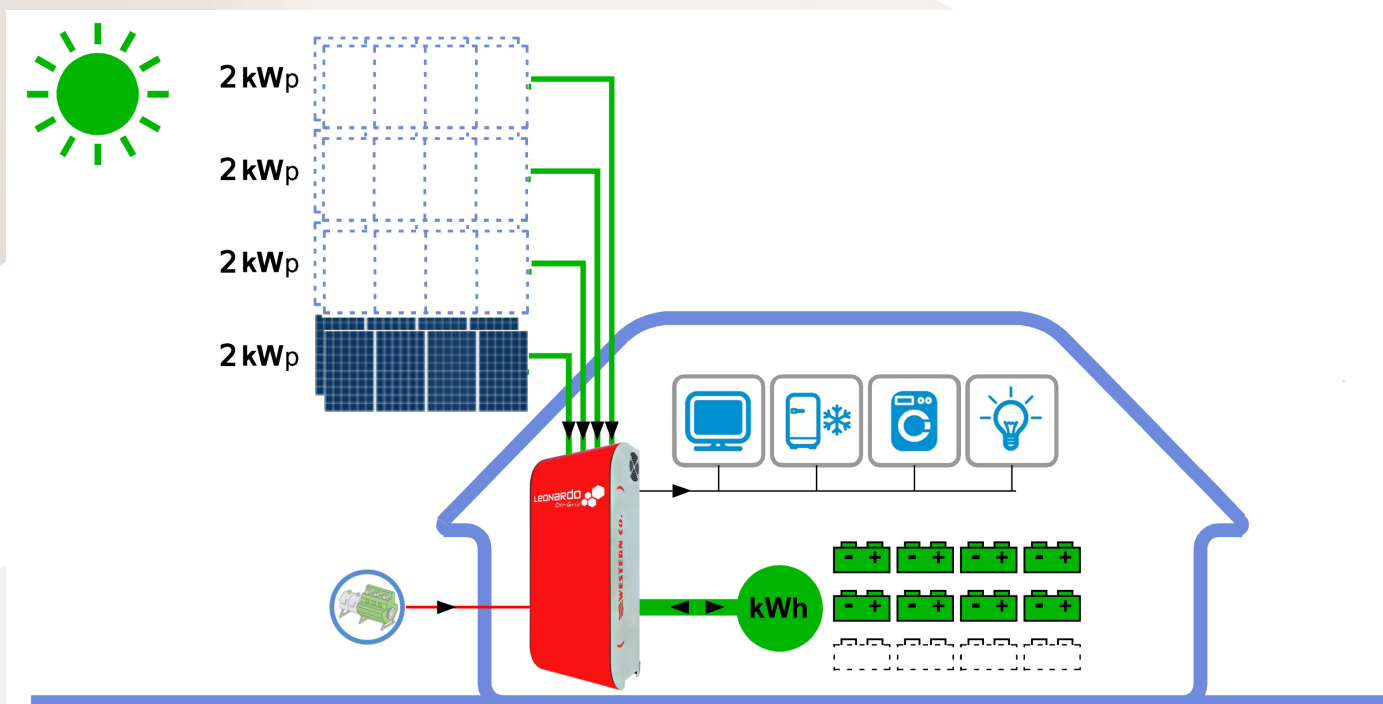 2 kWp
2 kWp
2 kWp
2 kWp
LEONARDO
Off-Grid
WESTERN CO.
kWh
- + - + - + - +
- + - + - + - +